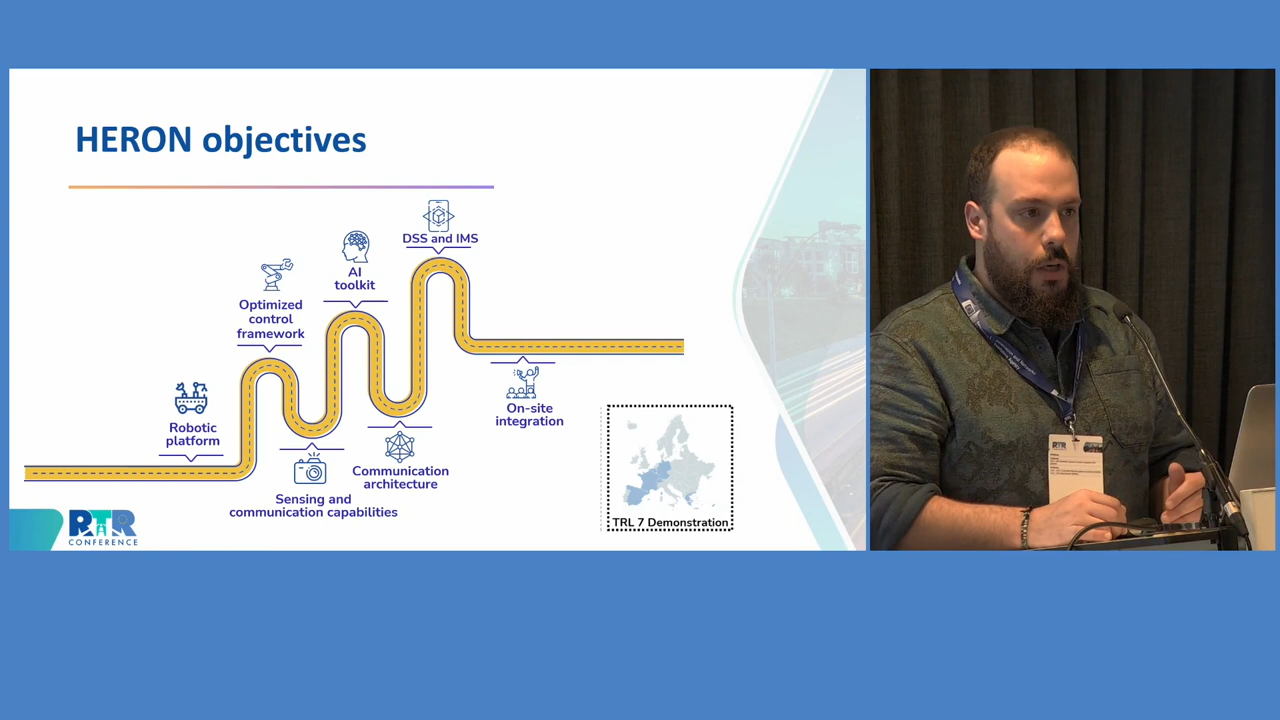 HERON objectives
DSS and IMS
AI
toolkit
Optimized
control
framework
Robotic
platform
On-site
integration
Communication
architecture
Sensing and
communication capabilities
TRL 7 Demonstration
RTR
CONFERENCE